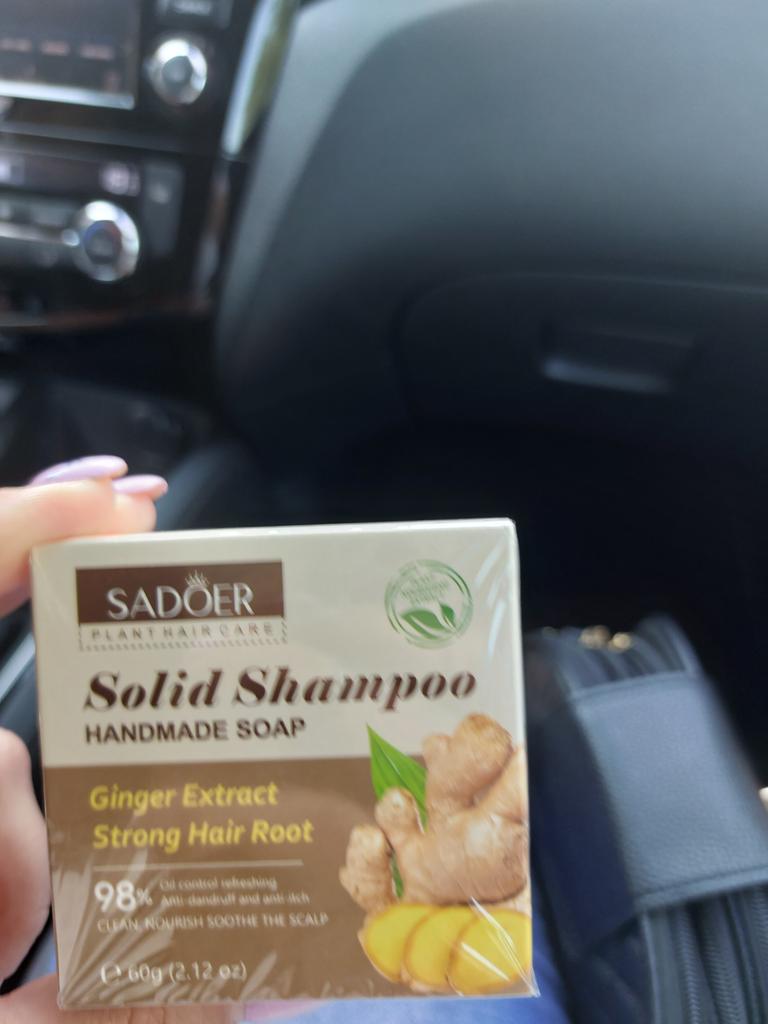 SADOER
PLANT HAIR CARE
Solid Shampoo
HANDMADE SOAP
Ginger Extract
Strong Hair Root
98% Oil control refreshing
Anti-dandruff and anti-itch
CLEAN, NOURISH SOOTHE THE SCALP
60g (2.12 oz)